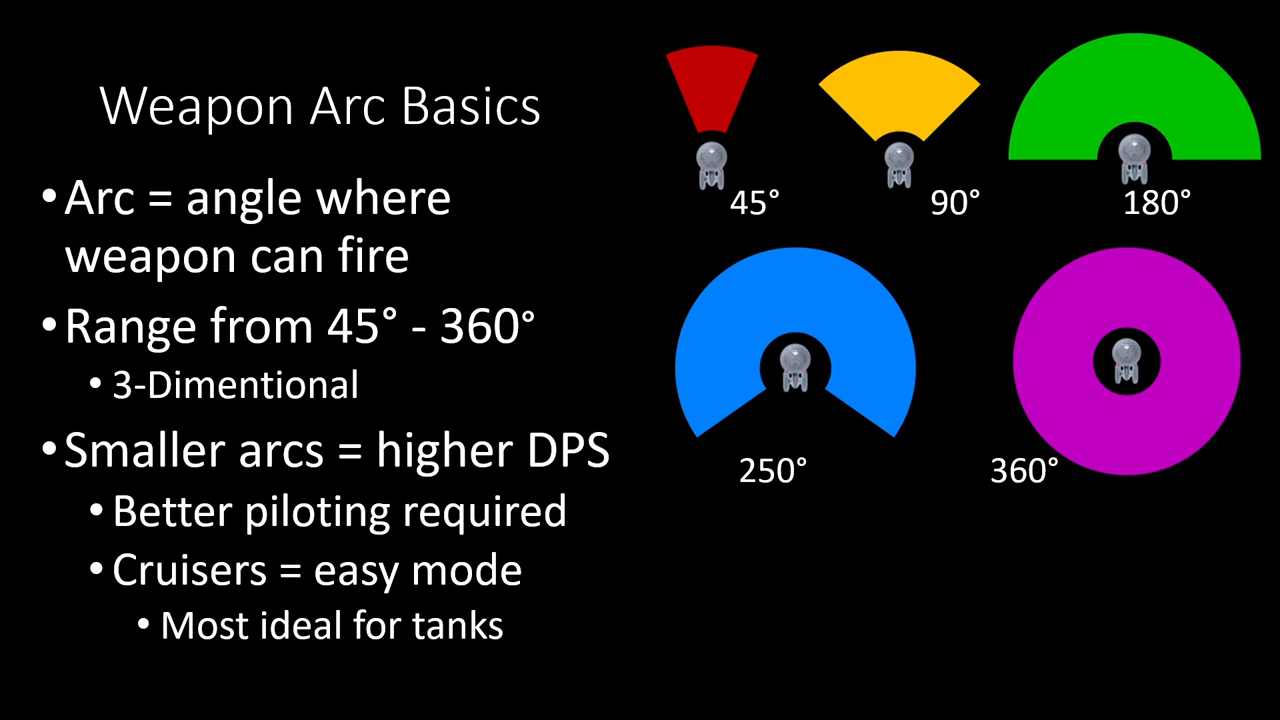 Weapon Arc Basics
•Arc = angle where
weapon can fire
•Range from 45° - 360°
•3-Dimentional
•Smaller arcs = higher DPS
•Better piloting required
•Cruisers = easy mode
•Most ideal for tanks
45°
90°
180°
250°
360°